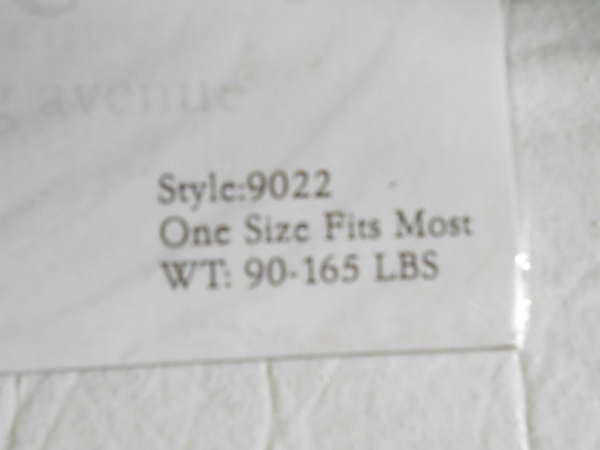 avenue
Style:9022
One Size Fits Most
WT: 90-165 LBS